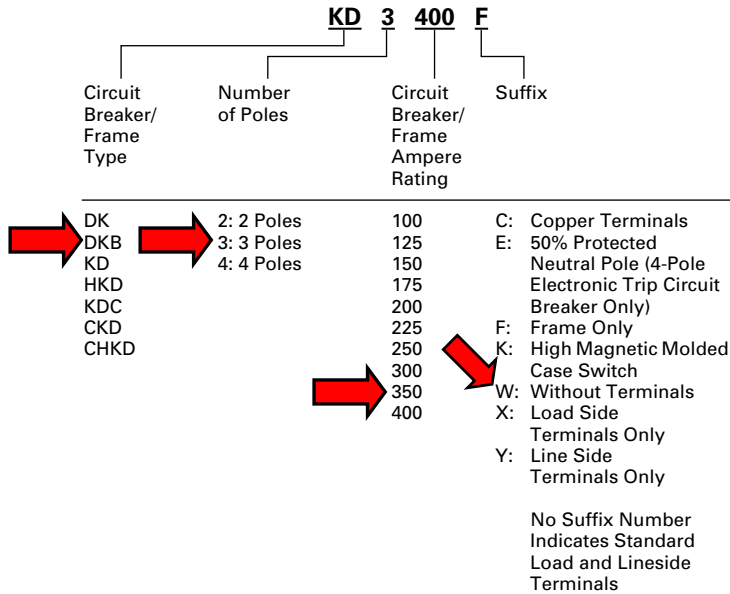 KD 3 400 F
Circuit Breaker/ Frame Type
Number of Poles
Circuit Breaker/ Frame Ampere Rating
Suffix
DK
DKB
KD
HKD
KDC
CKD
CHKD
2: 2 Poles
3: 3 Poles
4: 4 Poles
100
125
150
175
200
225
250
300
350
400
C: Copper Terminals
E: 50% Protected
Neutral Pole (4-Pole
Electronic Trip Circuit
Breaker Only)
F: Frame Only
K: High Magnetic Molded
Case Switch
W: Without Terminals
X: Load Side
Terminals Only
Y: Line Side
Terminals Only
No Suffix Number
Indicates Standard
Load and Lineside
Terminals